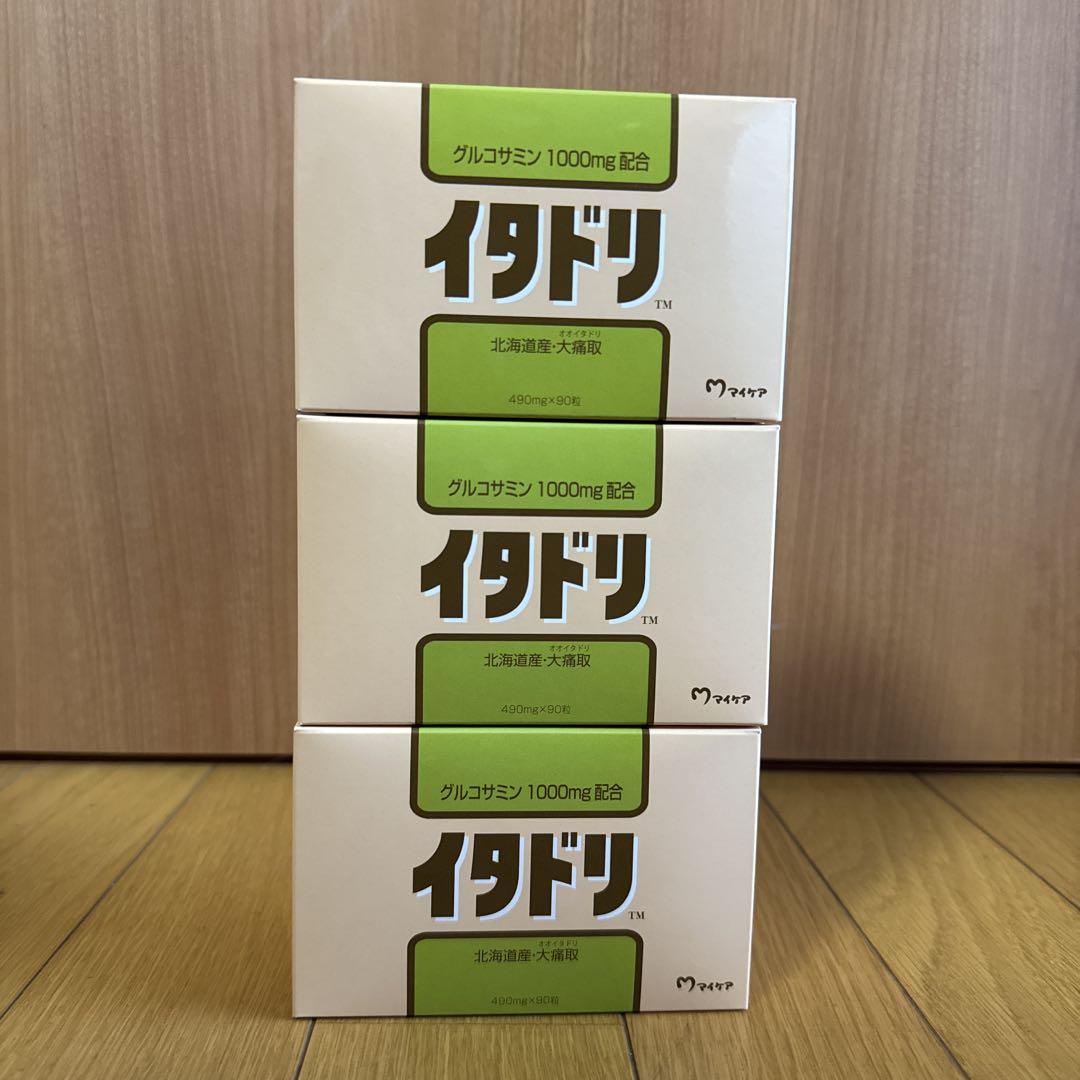 グルコサミン 1000mg 配合
イタドリ
TM
オオイタドリ
北海道産・大痛取
490mg×90粒
マイケア
グルコサミン 1000mg 配合
イタドリ
TM
オオイタドリ
北海道産・大痛取
490mg×90粒
マイケア
グルコサミン 1000mg 配合
イタドリ
TM
オオイタドリ
北海道産・大痛取
490mg×90粒
マイケア